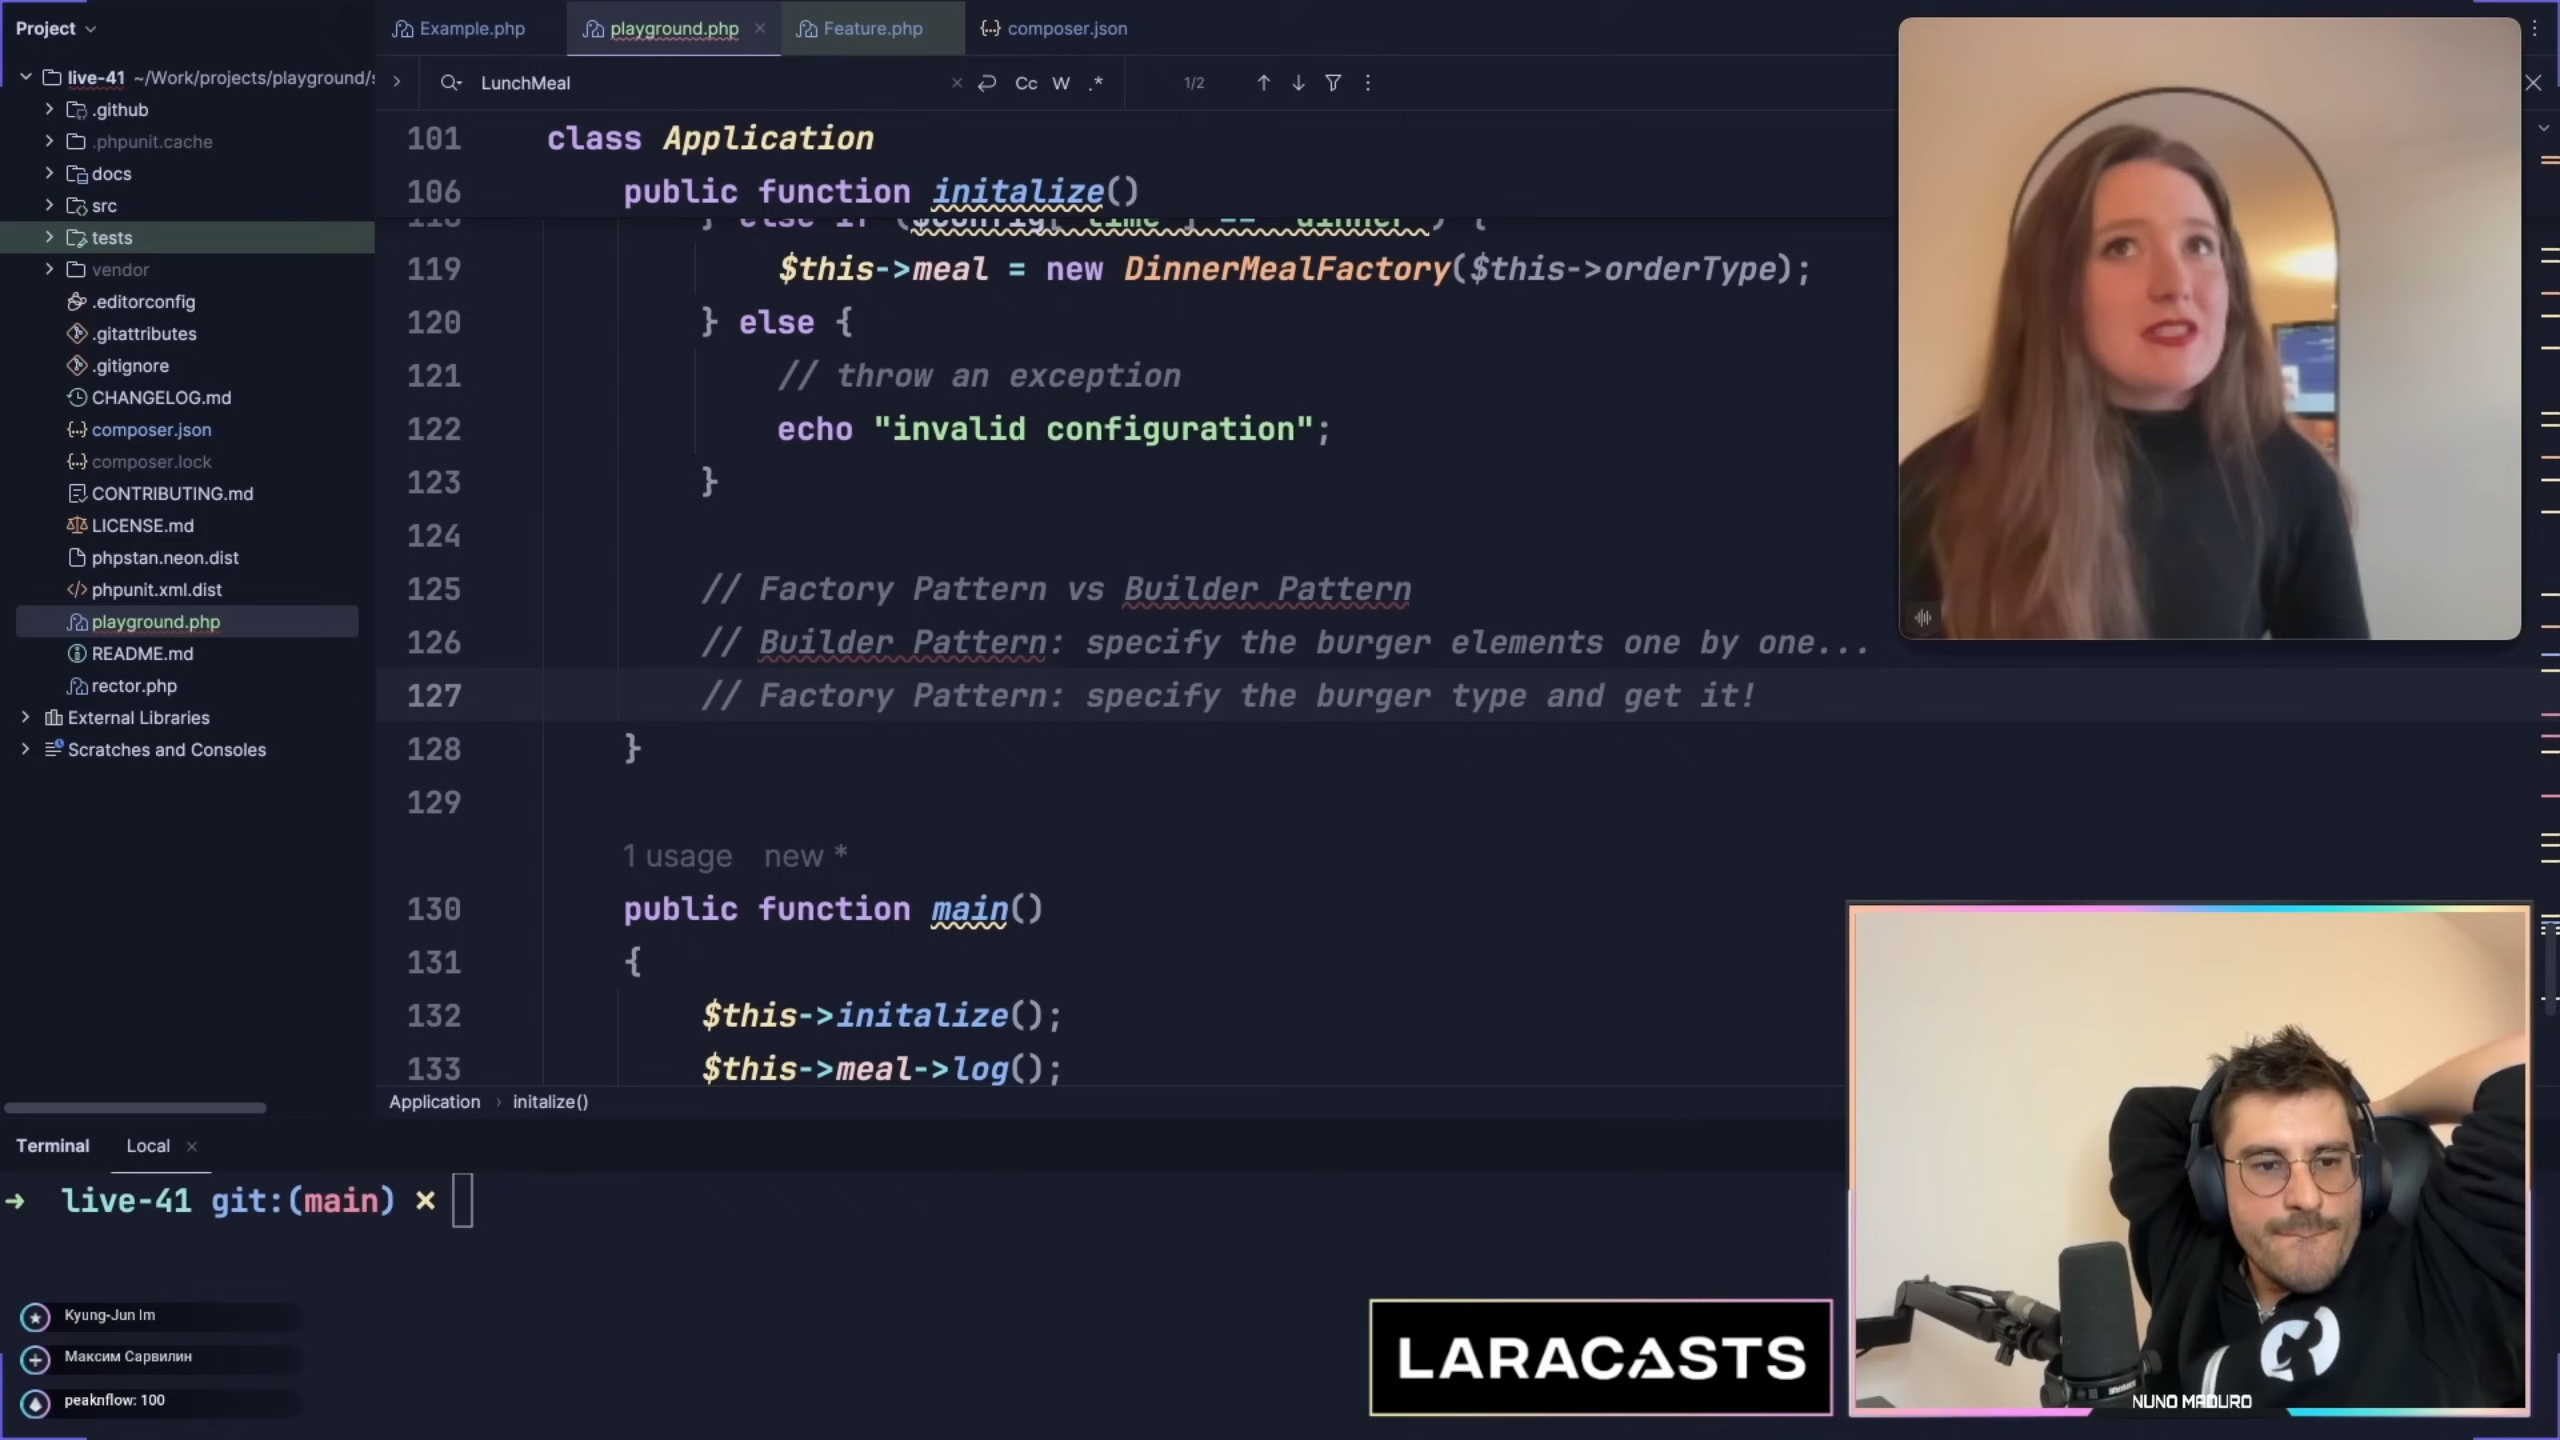 Project
Example.php
playground.php
Feature.php
composer.json
live-41 ~/Work/projects/playground/s
LunchMeal
Cc W .*
1/2
.github
.phpunit.cache
docs
src
tests
vendor
.editorconfig
.gitattributes
.gitignore
CHANGELOG.md
composer.json
composer.lock
CONTRIBUTING.md
LICENSE.md
phpstan.neon.dist
phpunit.xml.dist
playground.php
README.md
rector.php
External Libraries
Scratches and Consoles
101 class Application
106 public function initalize()
118 } else if ($config['time'] == 'dinner') {
119 $this->meal = new DinnerMealFactory($this->orderType);
120 } else {
121 // throw an exception
122 echo "invalid configuration";
123 }
124
125 // Factory Pattern vs Builder Pattern
126 // Builder Pattern: specify the burger elements one by one...
127 // Factory Pattern: specify the burger type and get it!
128 }
129
1 usage new *
130 public function main()
131 {
132 $this->initalize();
133 $this->meal->log();
Application › initalize()
Terminal Local ×
→ live-41 git:(main) ×
Kyung-Jun Im
Максим Сарвилин
peaknflow: 100
LARACASTS
NUNO MADURO